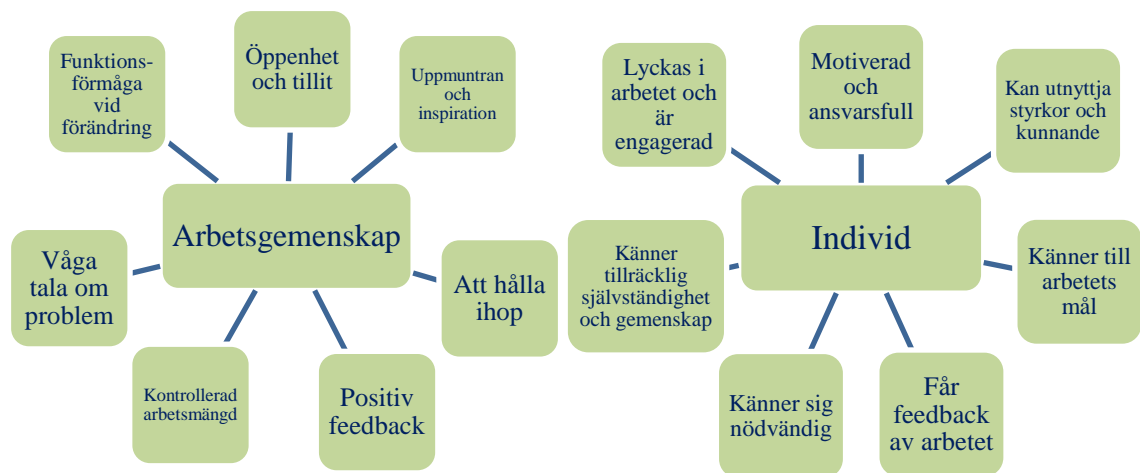 Funktions-
förmåga
vid
förändring
Öppenhet
och tillit
Uppmuntran
och
inspiration
Arbetsgemenskap
Våga
tala om
problem
Att hålla
ihop
Kontrollerad
arbetsmängd
Positiv
feedback
Lyckas i
arbetet och
är
engagerad
Motiverad
och
ansvarsfull
Kan utnyttja
styrkor och
kunnande
Individ
Känner
tillräcklig
självständighet
och gemenskap
Känner till
arbetets
mål
Känner sig
nödvändig
Får
feedback
av arbetet